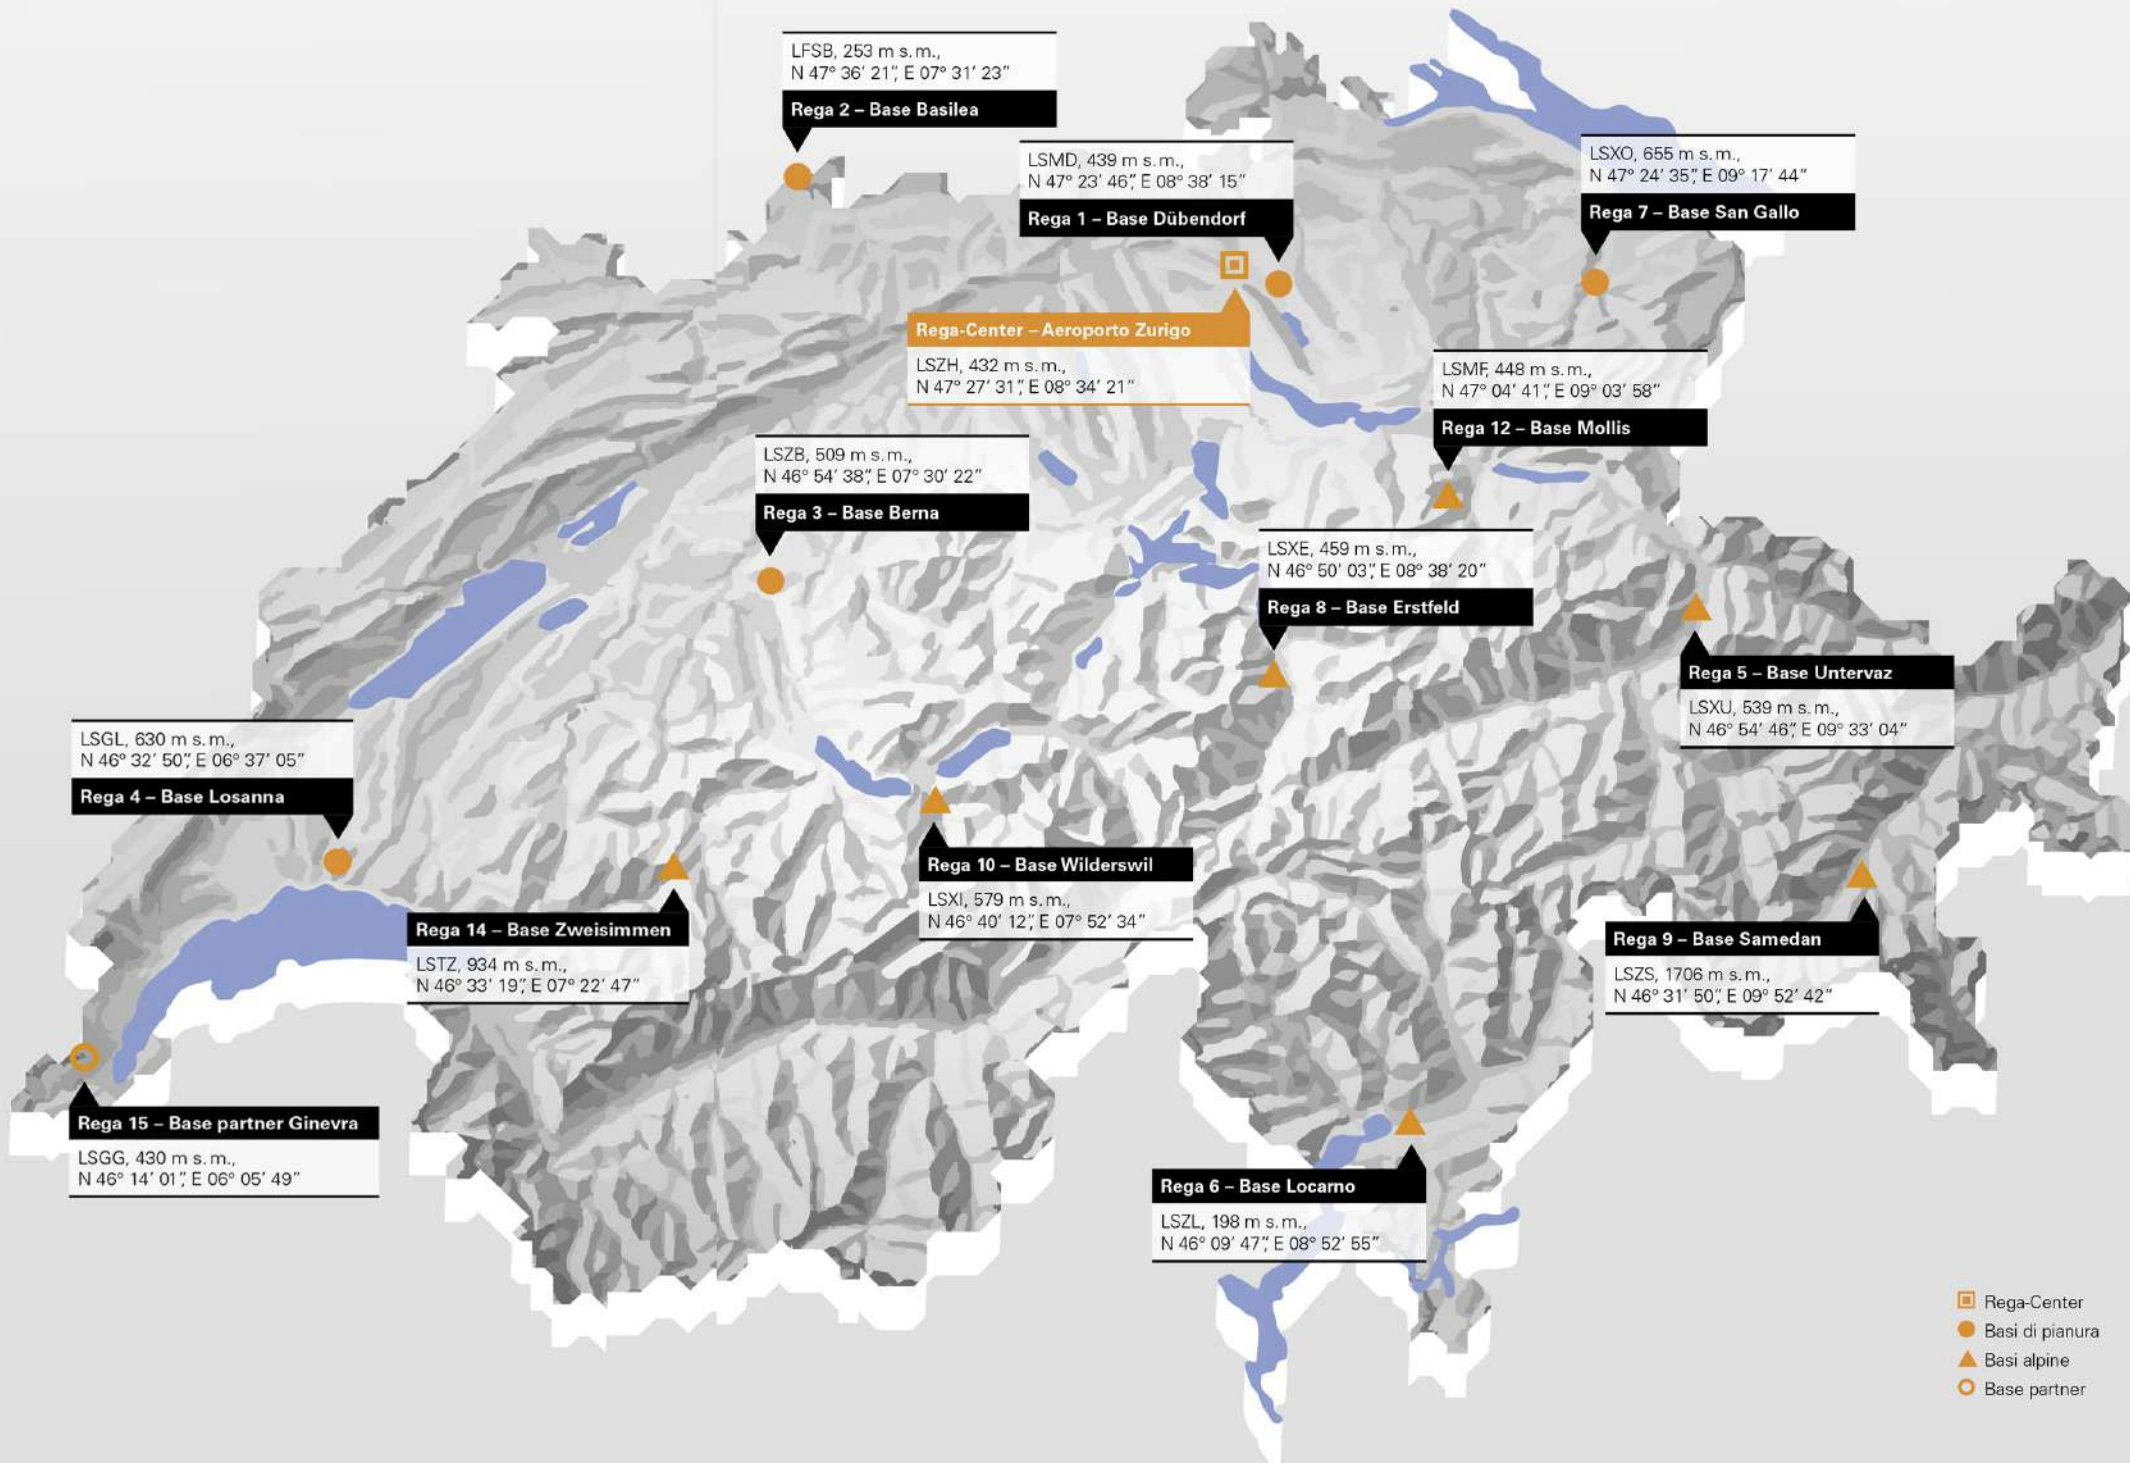 LFSB, 253 m s.m.,
N 47° 36′ 21″, E 07° 31′ 23″
Rega 2 – Base Basilea
LSMD, 439 m s.m.,
N 47° 23′ 46″, E 08° 38′ 15″
Rega 1 – Base Dübendorf
LSXO, 655 m s.m.,
N 47° 24′ 35″, E 09° 17′ 44″
Rega 7 – Base San Gallo
Rega-Center – Aeroporto Zurigo
LSZH, 432 m s.m.,
N 47° 27′ 31″, E 08° 34′ 21″
LSMF, 448 m s.m.,
N 47° 04′ 41″, E 09° 03′ 58″
Rega 12 – Base Mollis
LSZB, 509 m s.m.,
N 46° 54′ 38″, E 07° 30′ 22″
Rega 3 – Base Berna
LSXE, 459 m s.m.,
N 46° 50′ 03″, E 08° 38′ 20″
Rega 8 – Base Erstfeld
Rega 5 – Base Untervaz
LSXU, 539 m s.m.,
N 46° 54′ 46″, E 09° 33′ 04″
LSGL, 630 m s.m.,
N 46° 32′ 50″, E 06° 37′ 05″
Rega 4 – Base Losanna
Rega 10 – Base Wilderswil
LSXI, 579 m s.m.,
N 46° 40′ 12″, E 07° 52′ 34″
Rega 14 – Base Zweisimmen
LSTZ, 934 m s.m.,
N 46° 33′ 19″, E 07° 22′ 47″
Rega 9 – Base Samedan
LSZS, 1706 m s.m.,
N 46° 31′ 50″, E 09° 52′ 42″
Rega 15 – Base partner Ginevra
LSGG, 430 m s.m.,
N 46° 14′ 01″, E 06° 05′ 49″
Rega 6 – Base Locarno
LSZL, 198 m s.m.,
N 46° 09′ 47″, E 08° 52′ 55″
Rega-Center
Basi di pianura
Basi alpine
Base partner